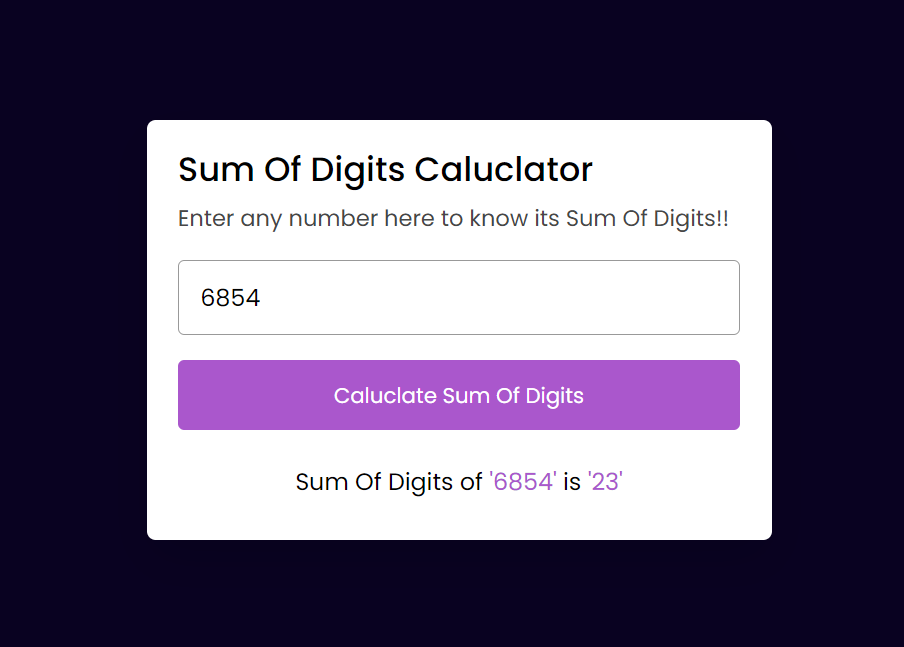 Sum Of Digits Caluclator
Enter any number here to know its Sum Of Digits!!
6854
Caluclate Sum Of Digits
Sum Of Digits of '6854' is '23'